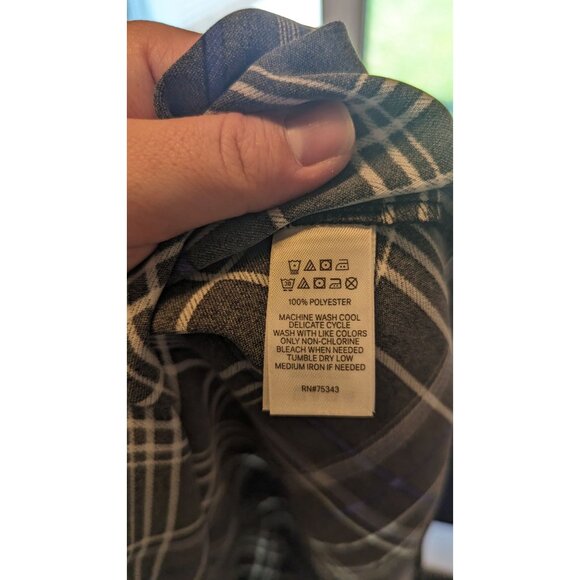 30
100% POLYESTER
MACHINE WASH COOL
DELICATE CYCLE
WASH WITH LIKE COLORS
ONLY NON-CHLORINE
BLEACH WHEN NEEDED
TUMBLE DRY LOW
MEDIUM IRON IF NEEDED
RN#75343